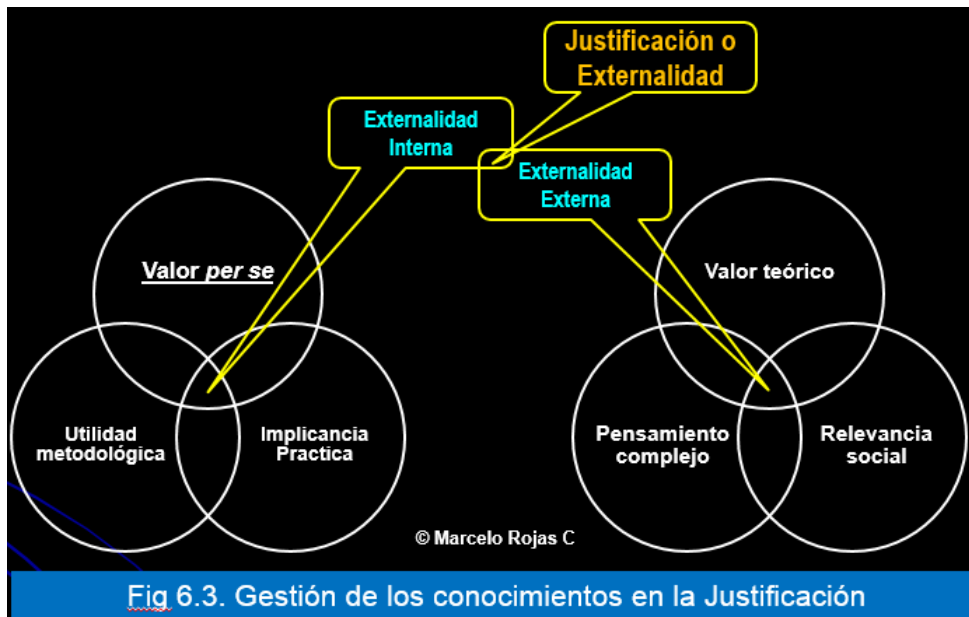 Justificación o
Externalidad
Externalidad
Interna
Externalidad
Externa
Valor per se
Valor teórico
Utilidad
metodológica
Implicancia
Practica
Pensamiento
complejo
Relevancia
social
© Marcelo Rojas C
Fig 6.3. Gestión de los conocimientos en la Justificación